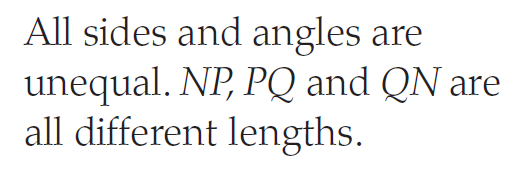 All sides and angles are
unequal. NP, PQ and QN are
all different lengths.